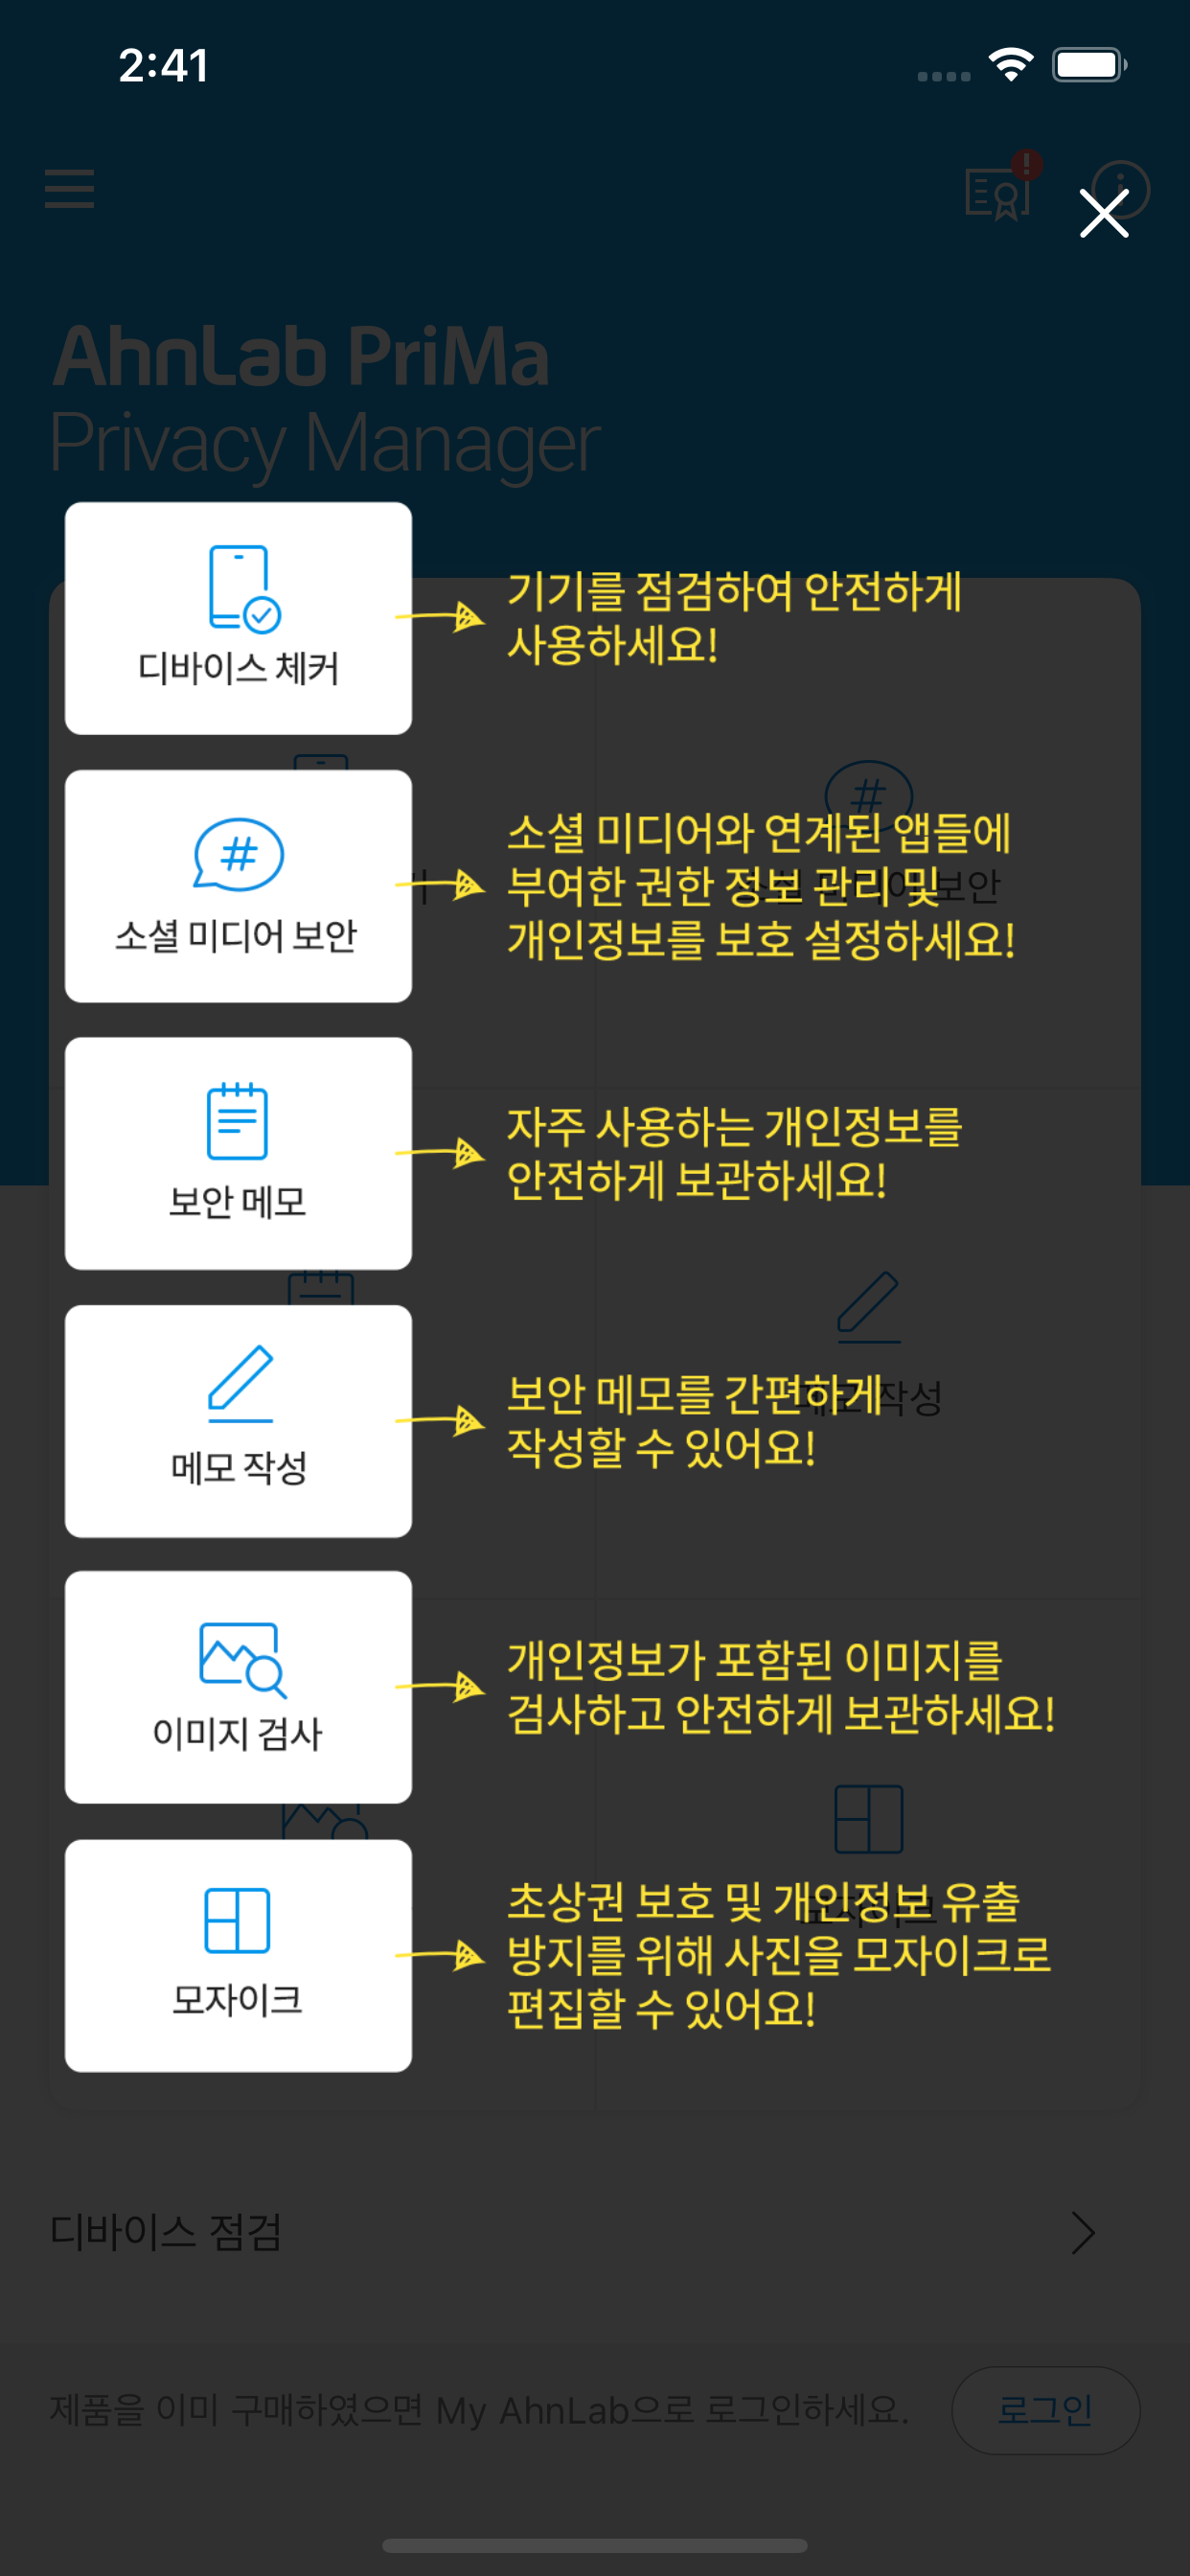 2:41
AhnLab PriMa
Privacy Manager
디바이스 체커
기기를 점검하여 안전하게
사용하세요!
소셜 미디어 보안
소셜 미디어와 연계된 앱들에
부여한 권한 정보 관리 및
개인정보를 보호 설정하세요!
보안 메모
자주 사용하는 개인정보를
안전하게 보관하세요!
메모 작성
보안 메모를 간편하게
작성할 수 있어요!
메모 작성
이미지 검사
개인정보가 포함된 이미지를
검사하고 안전하게 보관하세요!
모자이크
초상권 보호 및 개인정보 유출
방지를 위해 사진을 모자이크로
편집할 수 있어요!
디바이스 점검
제품을 이미 구매하였으면 My AhnLab으로 로그인하세요.
로그인